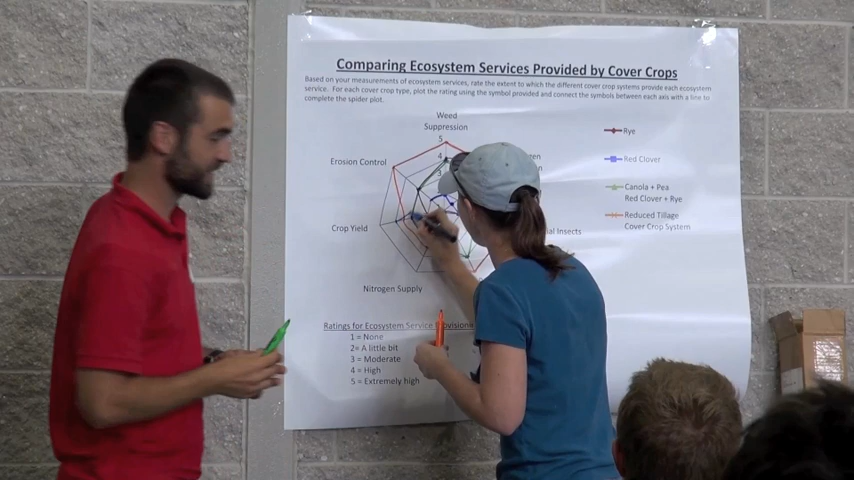 Comparing Ecosystem Services Provided by Cover Crops
Based on your measurements of ecosystem services, rate the extent to which the different cover crop systems provide each ecosystem
service. For each cover crop type, plot the rating using the symbol provided and connect the symbols between each axis with a line to
complete the spider plot.
Weed
Suppression
5
4
3
Erosion Control
Crop Yield
Nitrogen Supply
Insects
Rye
Red Clover
Canola + Pea
Red Clover + Rye
Reduced Tillage
Cover Crop System
Ratings for Ecosystem Service
1 = None
2= A little bit
3 = Moderate
4 = High
5 = Extremely high